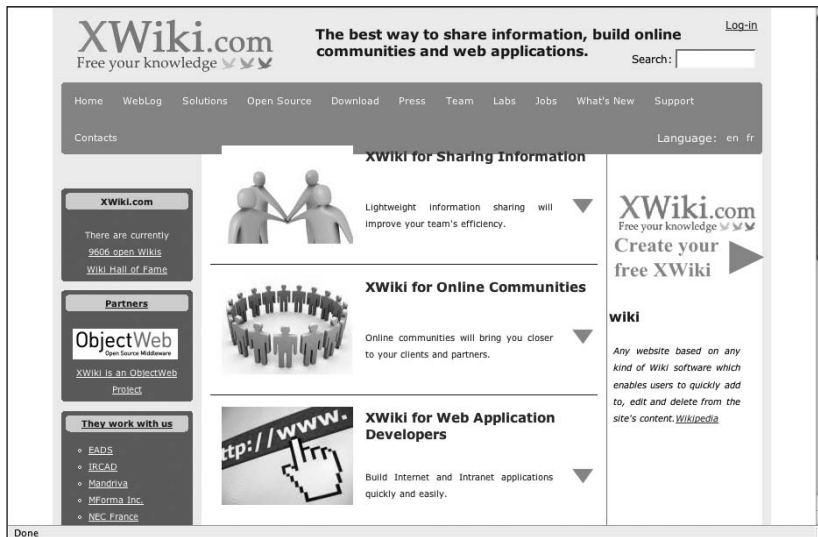 XWiki.com
Free your knowledge
The best way to share information, build online
communities and web applications.
Log-in
Search:
Home WebLog Solutions Open Source Download Press Team Labs Jobs What's New Support
Contacts
Language: en fr
XWiki.com
There are currently
9606 open Wikis
Wiki Hall of Fame
Partners
ObjectWeb
Open Source Middleware
XWiki is an ObjectWeb
Project
They work with us
EADS
IRCAD
Mandriva
MForma Inc.
NEC France
XWiki for Sharing Information
Lightweight information sharing will
improve your team's efficiency.
XWiki for Online Communities
Online communities will bring you closer
to your clients and partners.
ttp://www.
XWiki for Web Application
Developers
Build Internet and Intranet applications
quickly and easily.
XWiki.com
Free your knowledge
Create your
free XWiki
wiki
Any website based on any
kind of Wiki software which
enables users to quickly add
to, edit and delete from the
site's content.Wikipedia
Done